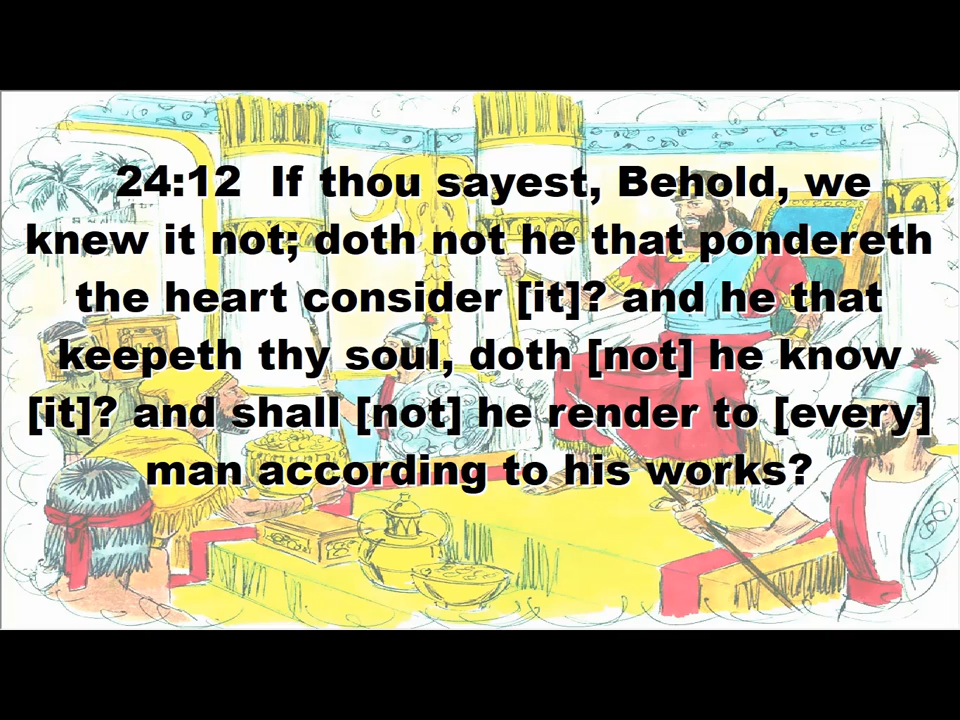 24:12 If thou sayest, Behold, we
knew it not; doth not he that pondereth
the heart consider [it]? and he that
keepeth thy soul, doth [not] he know
[it]? and shall [not] he render to [every]
man according to his works?